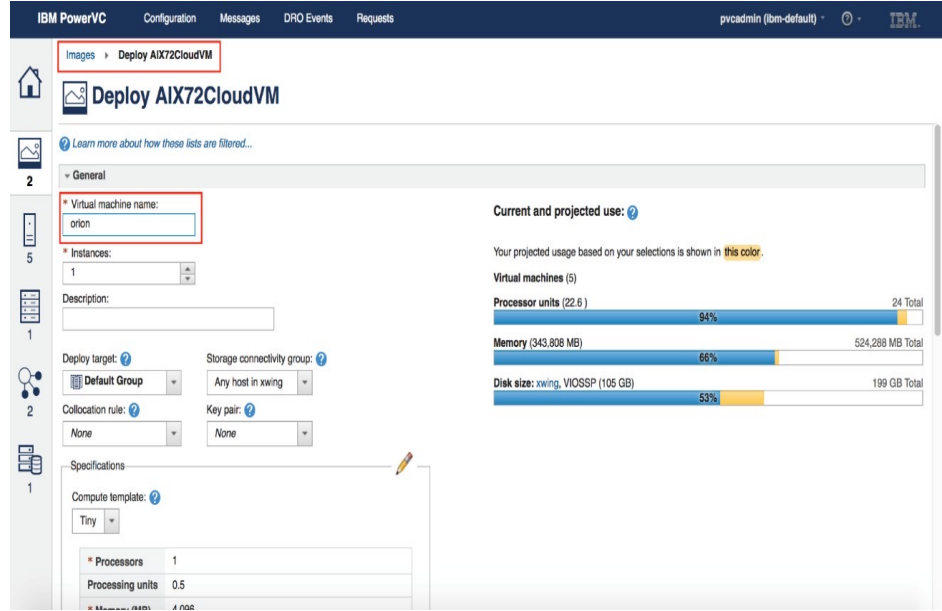 IBM PowerVC Configuration Messages DRO Events Requests pvcadmin (ibm-default) ? IBM.
Images Deploy AIX72CloudVM
Deploy AIX72CloudVM
? Learn more about how these lists are filtered...
General
* Virtual machine name:
orion
* Instances:
1
Description:
Deploy target: ? Storage connectivity group: ?
Default Group Any host in xwing
Collocation rule: ? Key pair: ?
None None
Specifications
Compute template: ?
Tiny
* Processors 1
Processing units 0.5
* Memory (MB) 4,096
Current and projected use: ?
Your projected usage based on your selections is shown in this color.
Virtual machines (5)
Processor units (22.6 ) 24 Total
94%
Memory (343,808 MB) 524,288 MB Total
66%
Disk size: xwing, VIOSSP (105 GB) 199 GB Total
53%
2
5
1
2
1